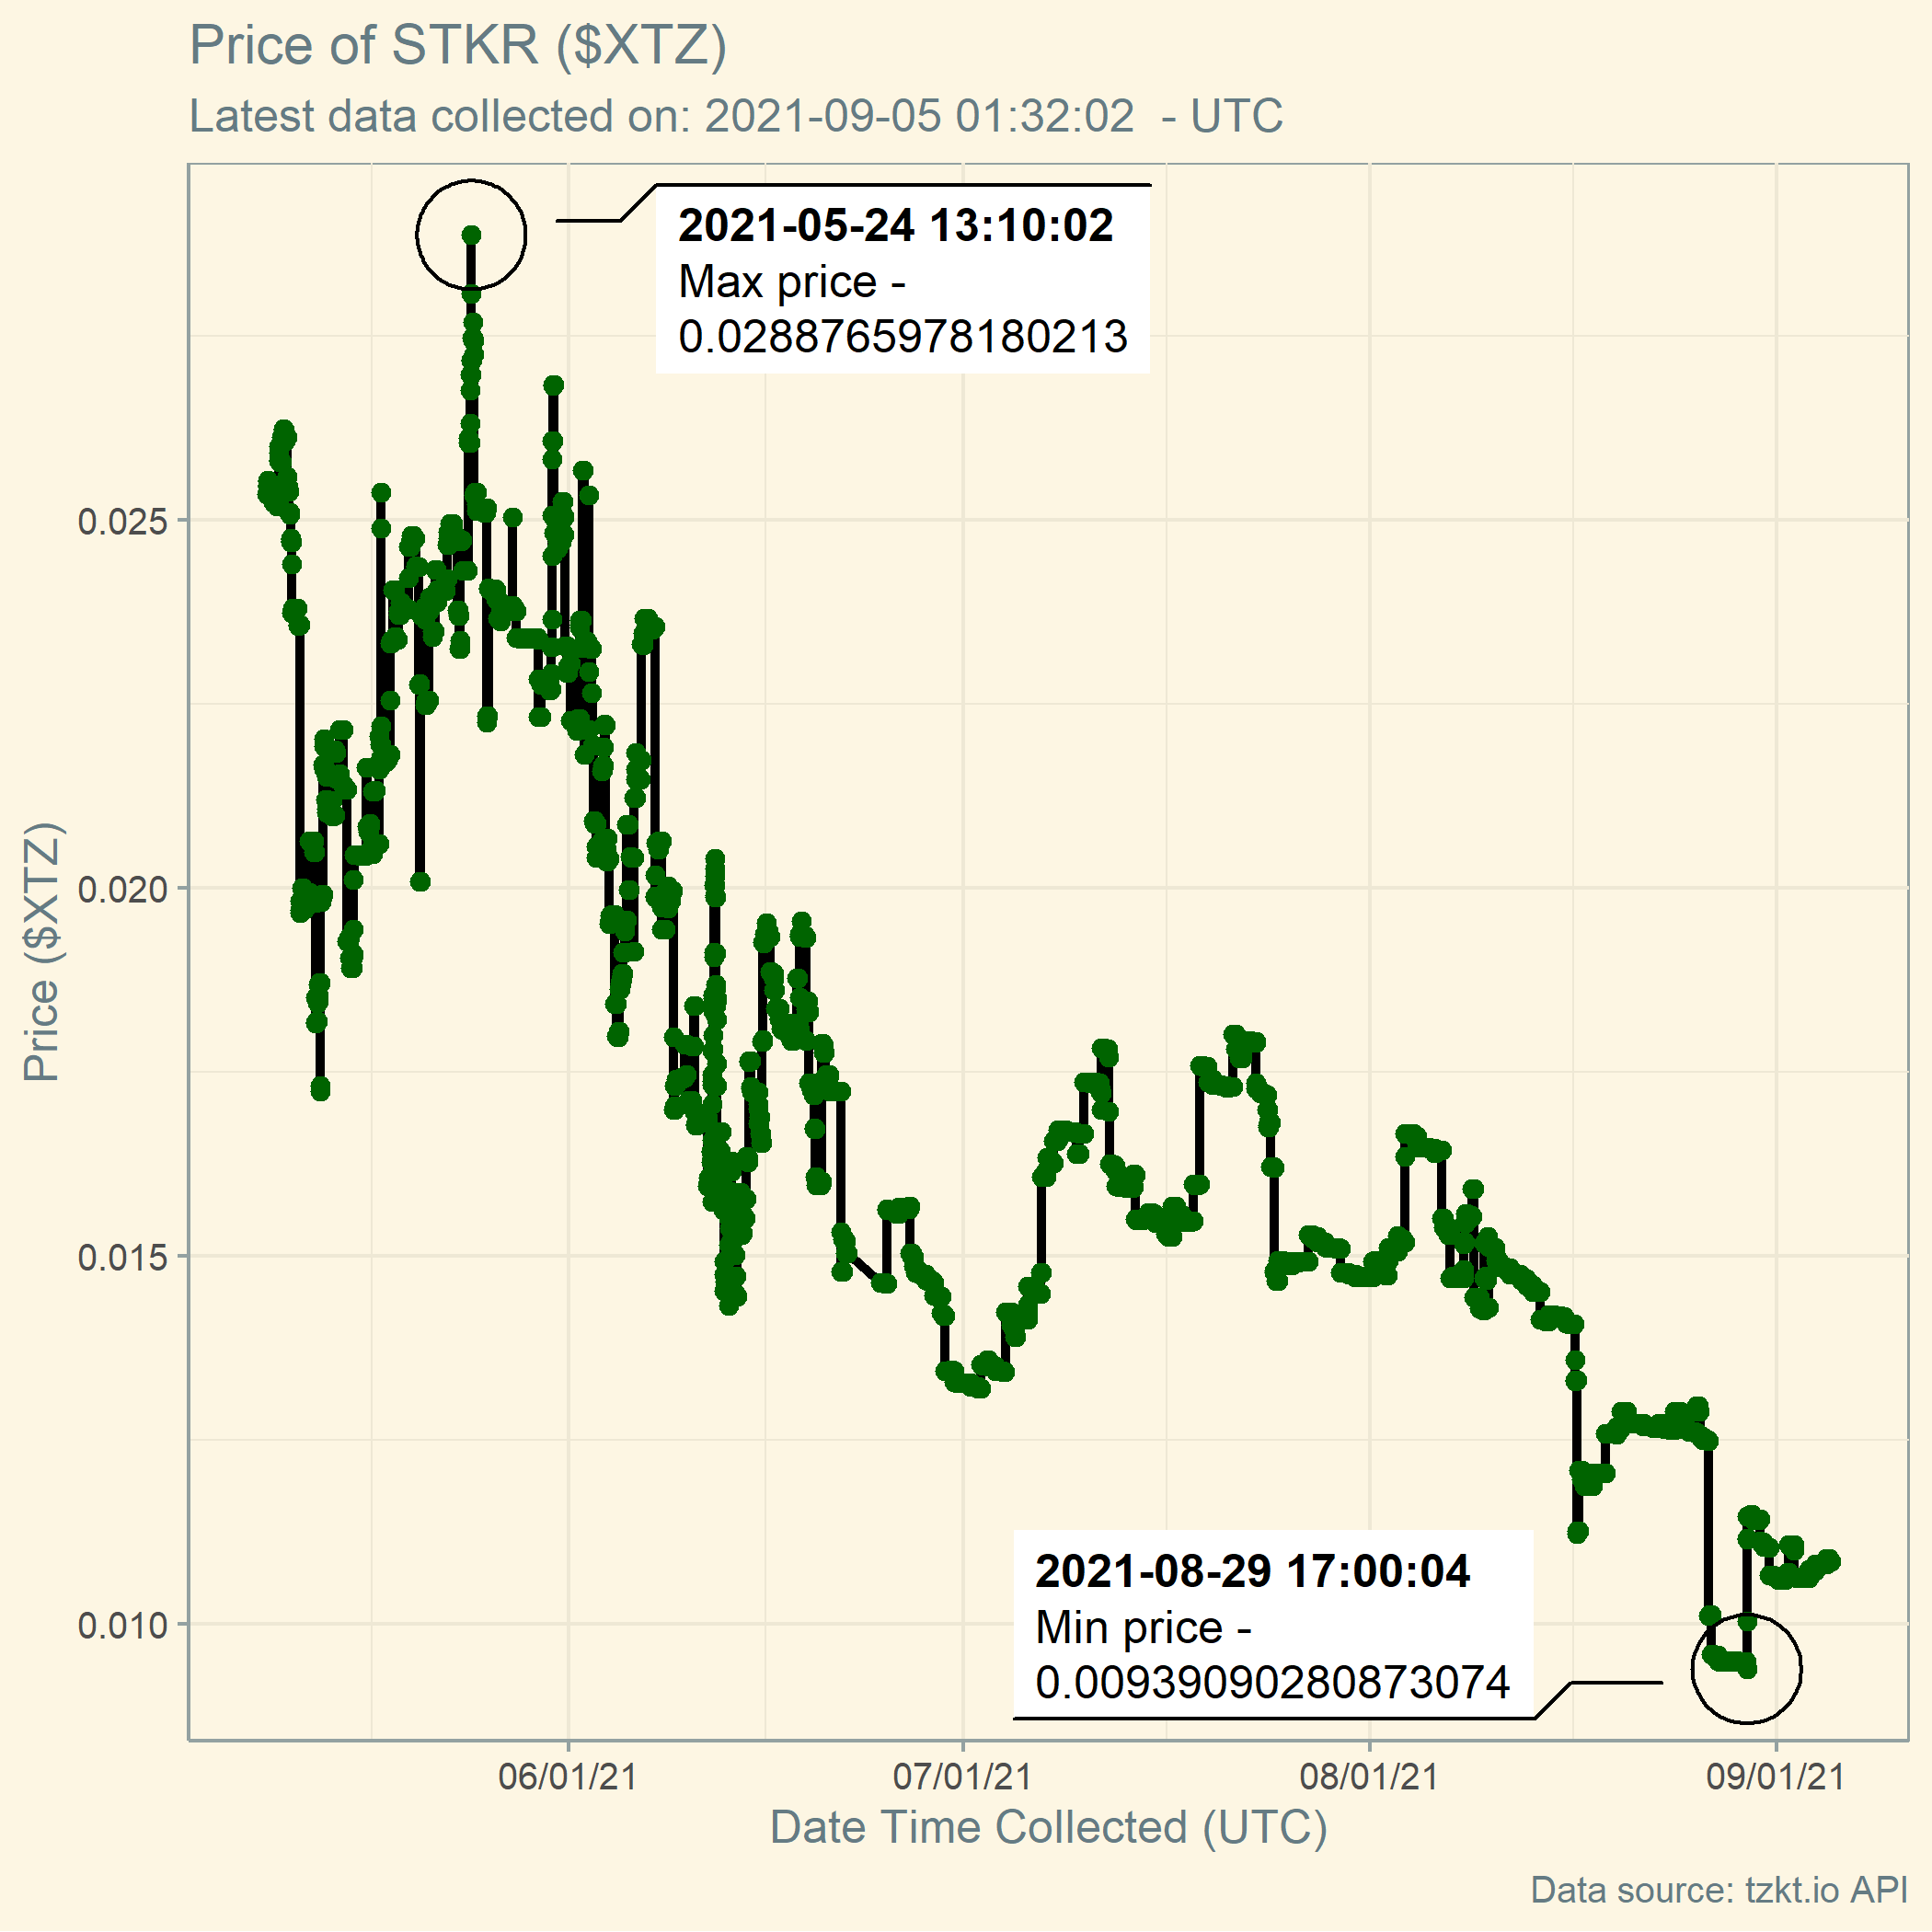 Price of STKR ($XTZ)
Latest data collected on: 2021-09-05 01:32:02 - UTC
2021-05-24 13:10:02
Max price -
0.0288765978180213
0.025
0.020
0.015
0.010
Price ($XTZ)
2021-08-29 17:00:04
Min price -
0.00939090280873074
06/01/21 07/01/21 08/01/21 09/01/21
Date Time Collected (UTC)
Data source: tzkt.io API